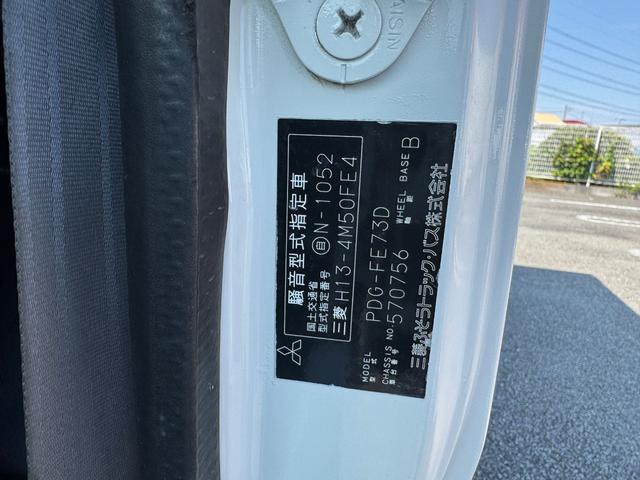 AISIN
騒音型式指定車
国土交通省
型式指定番号 自N-1052
三菱 H13-4M50FE4
MODEL
型式 PDG-FE73D
CHASSIS NO. 570756 WHEEL BASE B
車台番号 軸距
三菱ふそうトラック・バス株式会社